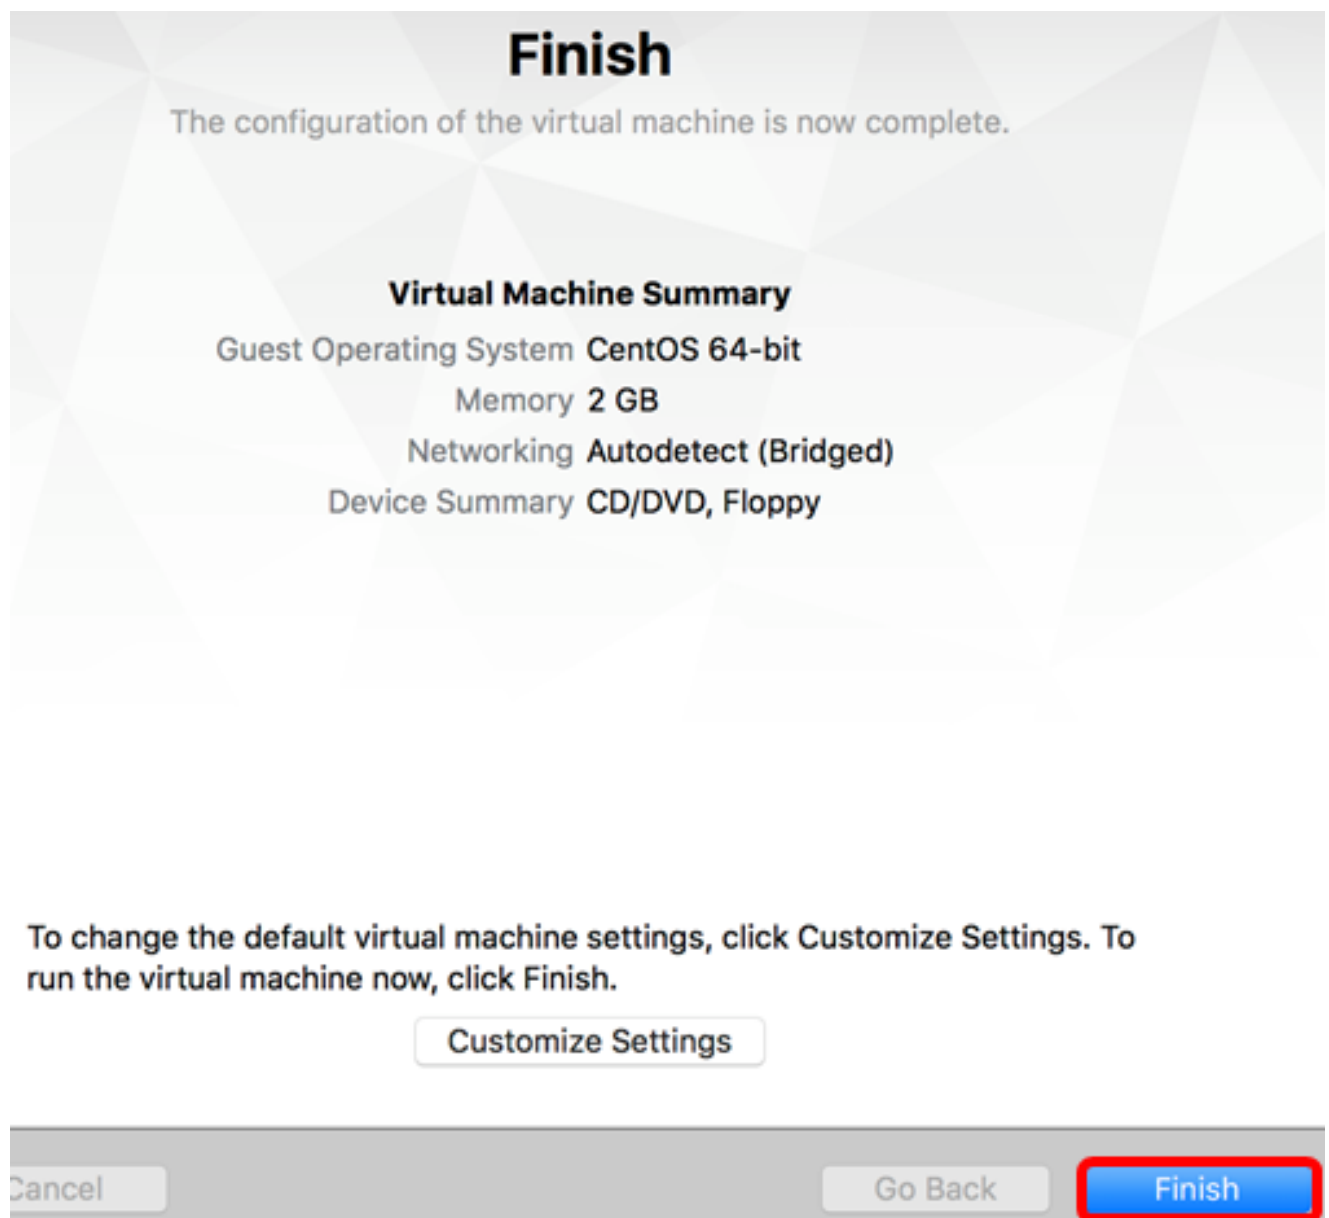 Finish
The configuration of the virtual machine is now complete.
Virtual Machine Summary
Guest Operating System CentOS 64-bit
Memory 2 GB
Networking Autodetect (Bridged)
Device Summary CD/DVD, Floppy
To change the default virtual machine settings, click Customize Settings. To
run the virtual machine now, click Finish.
Customize Settings
Cancel Go Back Finish